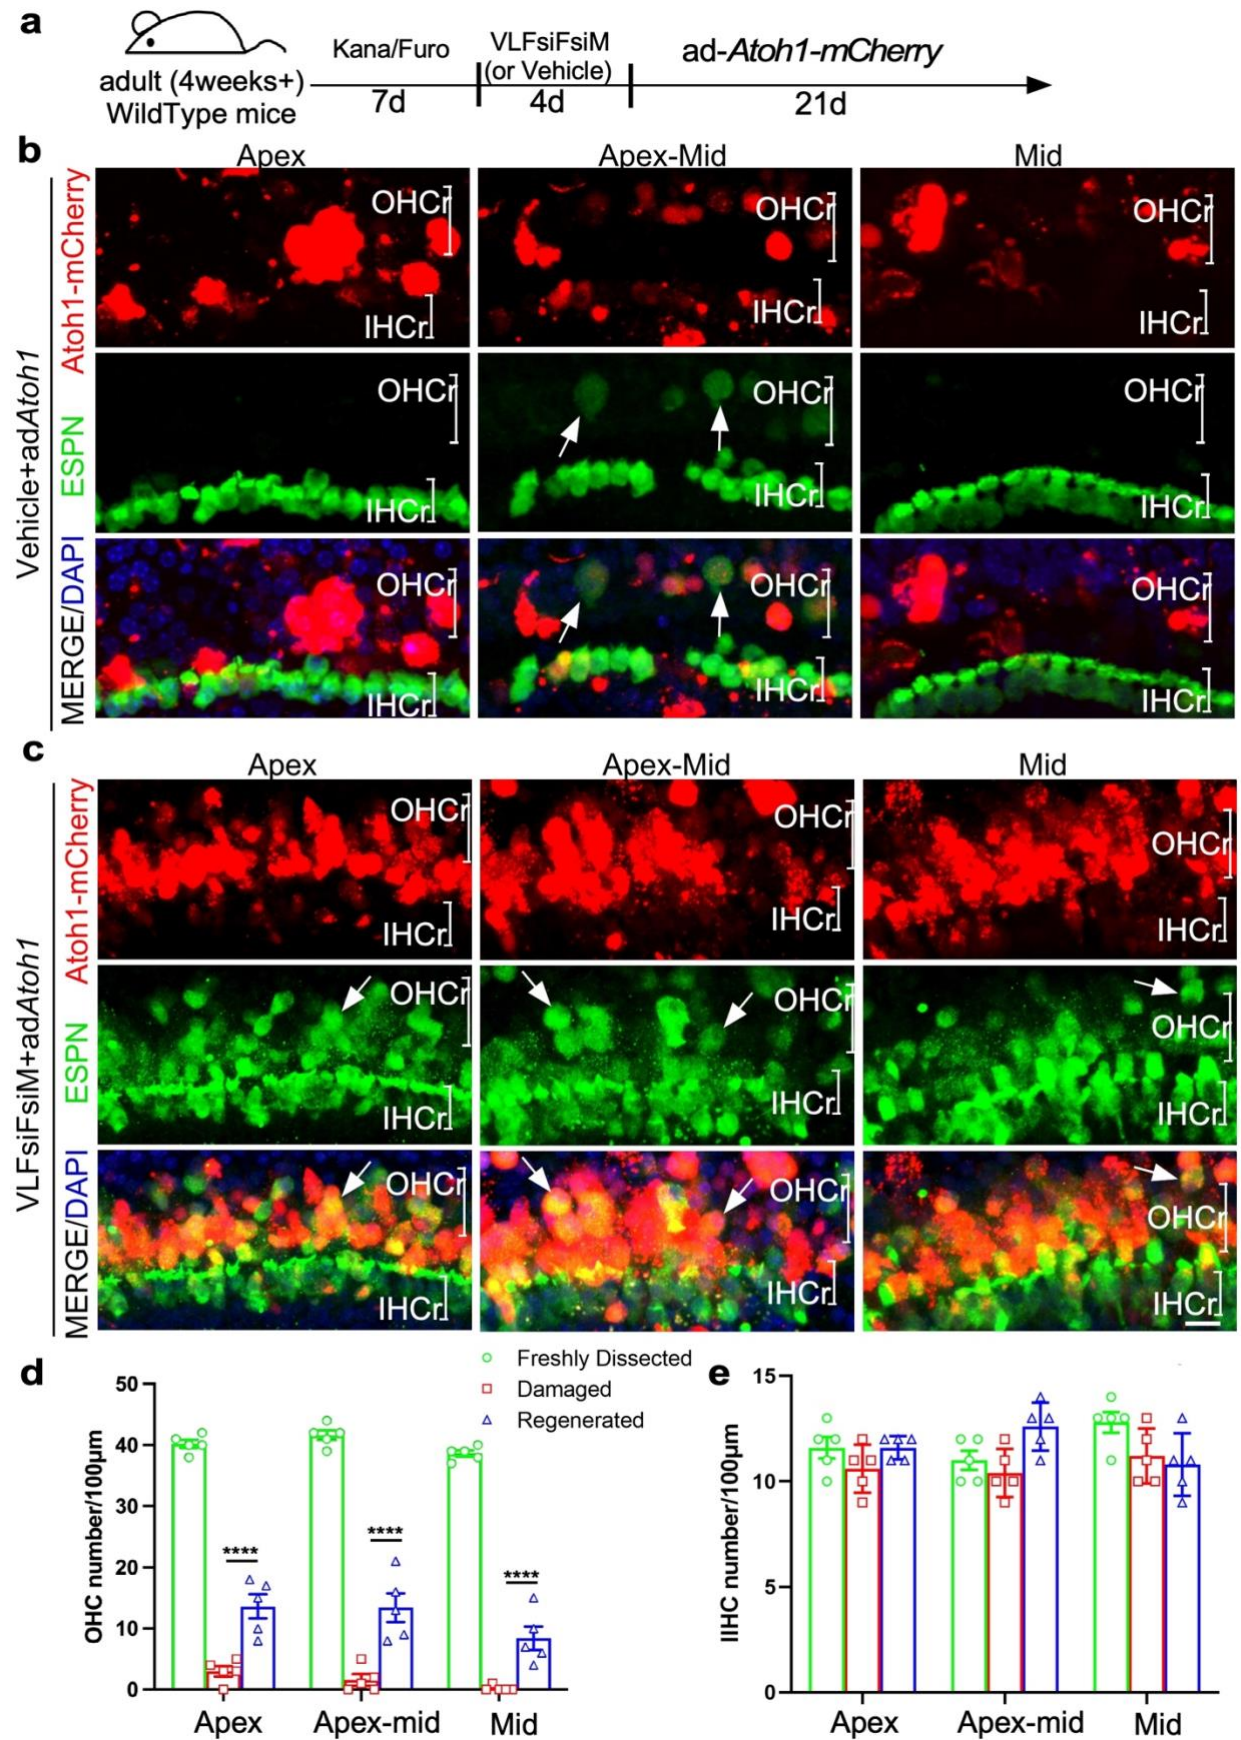 a
adult (4weeks+)
WildType mice
Kana/Furo
7d
VLFsiFsiM
(or Vehicle)
4d
ad-Atoh1-mCherry
21d
b
Apex
Apex-Mid
Mid
Vehicle+adAtoh1
Atoh1-mCherry
OHCr
IHCr
OHCr
IHCr
OHCr
IHCr
ESPN
OHCr
IHCr
OHCr
IHCr
OHCr
IHCr
MERGE/DAPI
OHCr
IHCr
OHCr
IHCr
OHCr
IHCr
c
Apex
Apex-Mid
Mid
VLFsiFsiM+adAtoh1
Atoh1-mCherry
OHCr
IHCr
OHCr
IHCr
OHCr
IHCr
ESPN
OHCr
IHCr
OHCr
IHCr
OHCr
IHCr
MERGE/DAPI
OHCr
IHCr
OHCr
IHCr
OHCr
IHCr
d
Freshly Dissected
Damaged
Regenerated
OHC number/100µm
50
40
30
20
10
0
****
****
****
Apex
Apex-mid
Mid
e
IIHC number/100µm
15
10
5
0
Apex
Apex-mid
Mid